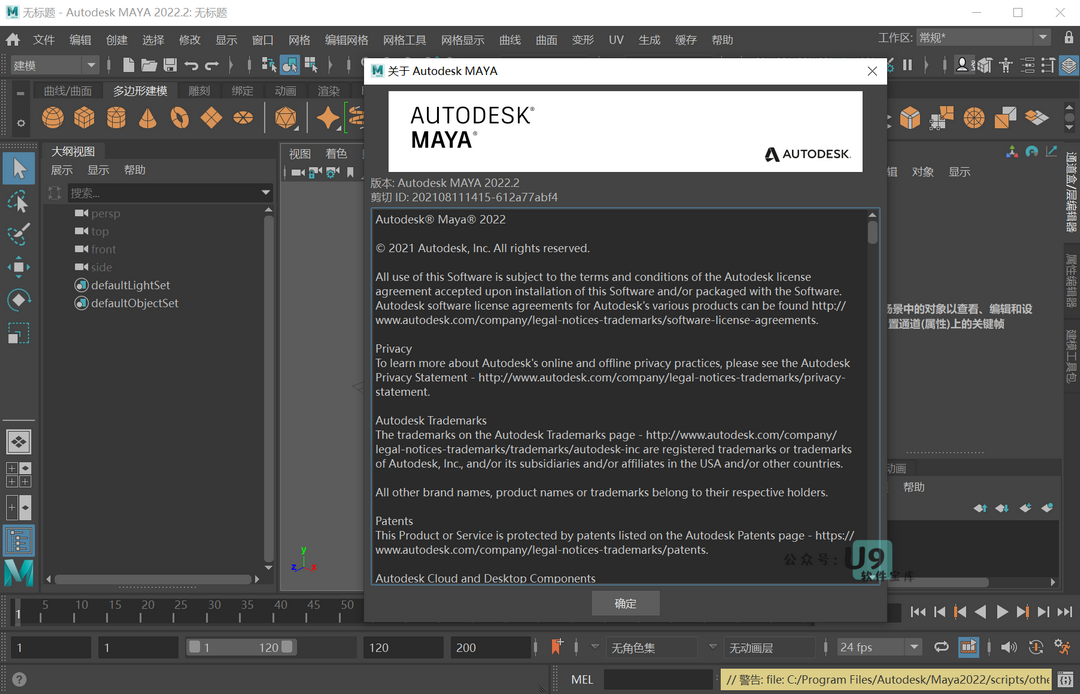 无标题 - Autodesk MAYA 2022.2: 无标题
文件 编辑 创建 选择 修改 显示 窗口 网格 编辑网格 网格工具 网格显示 曲线 曲面 变形 UV 生成 缓存 帮助
工作区: 常规*
建模
曲线/曲面 多边形建模 雕刻 绑定 动画 渲染
大纲视图
展示 显示 帮助
搜索...
persp
top
front
side
defaultLightSet
defaultObjectSet
视图 着色
关于 Autodesk MAYA
AUTODESK®
MAYA®
AUTODESK.
版本: Autodesk MAYA 2022.2
剪切 ID: 202108111415-612a77abf4
Autodesk® Maya® 2022
© 2021 Autodesk, Inc. All rights reserved.
All use of this Software is subject to the terms and conditions of the Autodesk license
agreement accepted upon installation of this Software and/or packaged with the Software.
Autodesk software license agreements for Autodesk's various products can be found http://
www.autodesk.com/company/legal-notices-trademarks/software-license-agreements.
Privacy
To learn more about Autodesk's online and offline privacy practices, please see the Autodesk
Privacy Statement - http://www.autodesk.com/company/legal-notices-trademarks/privacy-
statement.
Autodesk Trademarks
The trademarks on the Autodesk Trademarks page - http://www.autodesk.com/company/
legal-notices-trademarks/trademarks/autodesk-inc are registered trademarks or trademarks
of Autodesk, Inc., and/or its subsidiaries and/or affiliates in the USA and/or other countries.
All other brand names, product names or trademarks belong to their respective holders.
Patents
This Product or Service is protected by patents listed on the Autodesk Patents page - https://
www.autodesk.com/company/legal-notices-trademarks/patents.
Autodesk Cloud and Desktop Components
确定
辑 对象 显示
场景中的对象以查看、编辑和设
置通道(属性)上的关键帧
通道盒/层编辑器
属性编辑器
建模工具包
动画
帮助
公众号: U9
软件宝库
y
z
x
1
5 10 15 20 25 30 35 40 45 50
1 1 1 120 120 200 无角色集 无动画层 24 fps
MEL
// 警告: file: C:/Program Files/Autodesk/Maya2022/scripts/othe